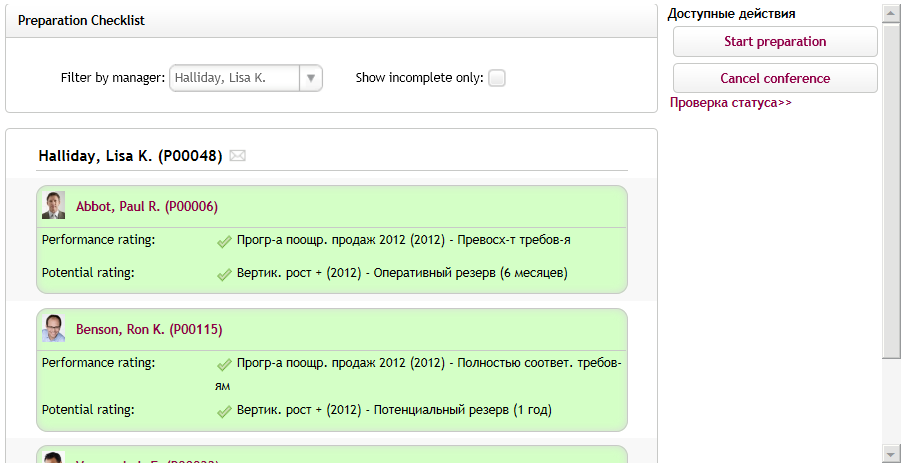 Preparation Checklist
Filter by manager: Halliday, Lisa K. Show incomplete only:
Halliday, Lisa K. (P00048)
Abbot, Paul R. (P00006)
Performance rating: Прогр-а поощр. продаж 2012 (2012) - Превосх-т требов-я
Potential rating: Вертик. рост + (2012) - Оперативный резерв (6 месяцев)
Benson, Ron K. (P00115)
Performance rating: Прогр-а поощр. продаж 2012 (2012) - Полностью соответ. требов-
ям
Potential rating: Вертик. рост + (2012) - Потенциальный резерв (1 год)
Доступные действия
Start preparation
Cancel conference
Проверка статуса>>